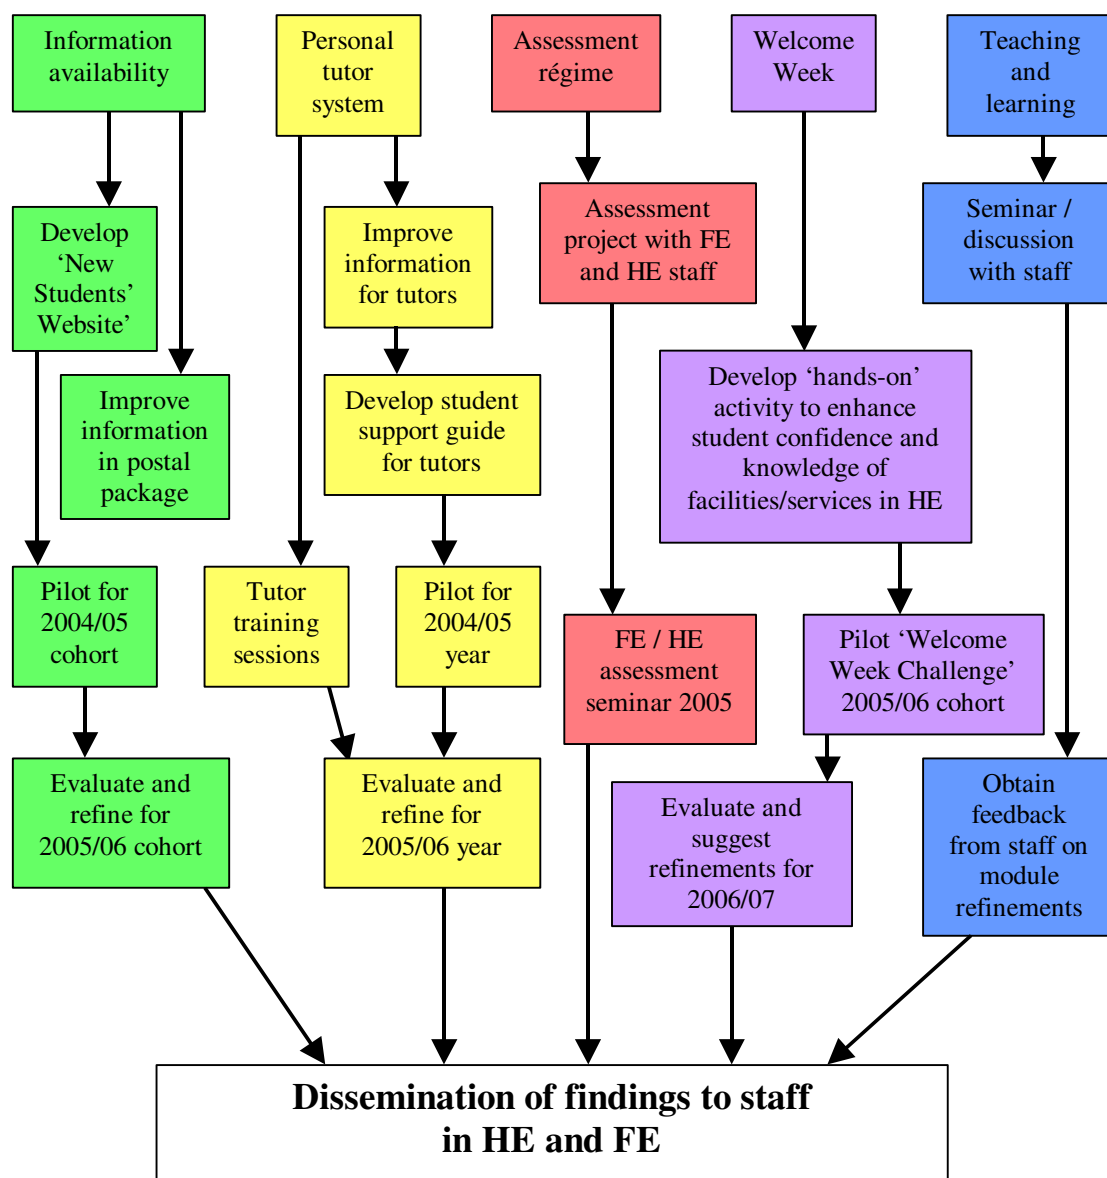 Information
availability
Personal
tutor
system
Assessment
régime
Welcome
Week
Teaching
and
learning
Develop
‘New
Students’
Website’
Improve
information
for tutors
Assessment
project with FE
and HE staff
Seminar /
discussion
with staff
Improve
information
in postal
package
Develop student
support guide
for tutors
Develop ‘hands-on’
activity to enhance
student confidence and
knowledge of
facilities/services in HE
Pilot for
2004/05
cohort
Tutor
training
sessions
Pilot for
2004/05
year
FE / HE
assessment
seminar 2005
Pilot ‘Welcome
Week Challenge’
2005/06 cohort
Evaluate and
refine for
2005/06 cohort
Evaluate and
refine for
2005/06 year
Evaluate and
suggest
refinements for
2006/07
Obtain
feedback
from staff on
module
refinements
Dissemination of findings to staff
in HE and FE